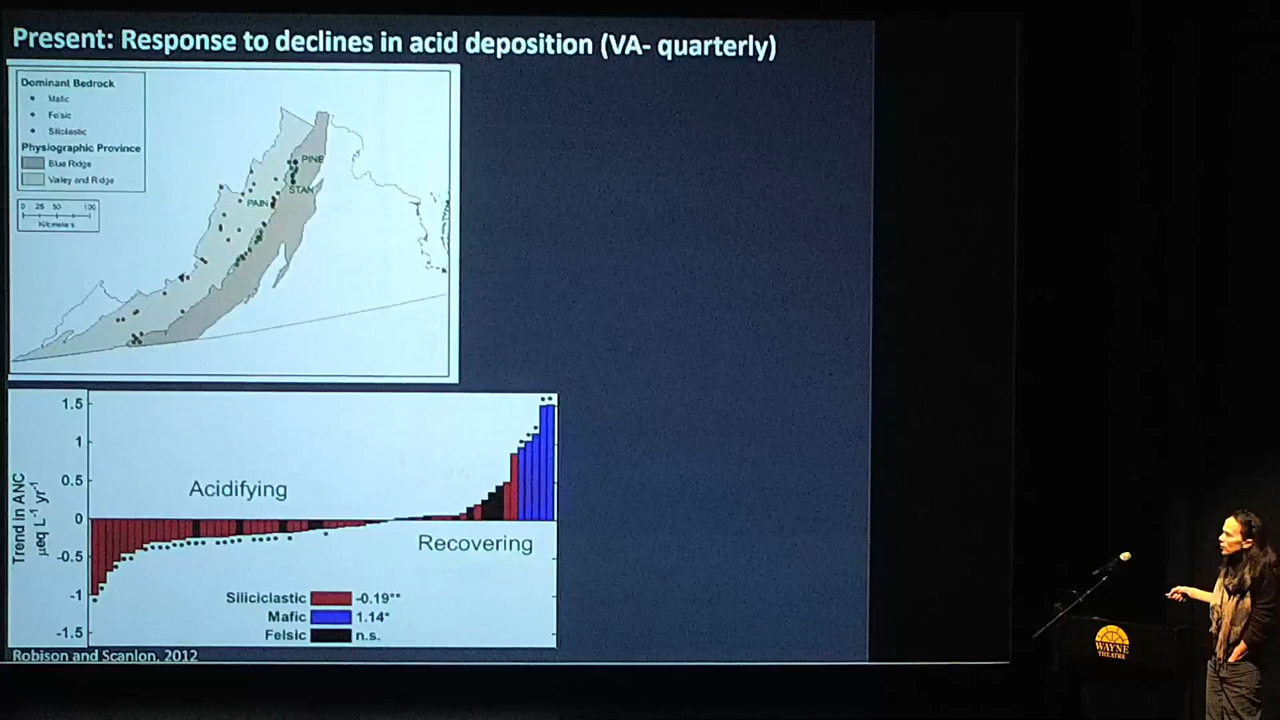 Present: Response to declines in acid deposition (VA- quarterly)
Dominant Bedrock
Mafic
Felsic
Siliclastic
Physiographic Province
Blue Ridge
Valley and Ridge
0 25 50 100
Kilometers
PINE
STAN
PAIN
1.5
1
0.5
0
-0.5
-1
-1.5
Trend in ANC
µeq L-1 yr-1
Acidifying
Recovering
Siliciclastic -0.19**
Mafic 1.14*
Felsic n.s.
Robison and Scanlon, 2012
WAYNE
THEATRE